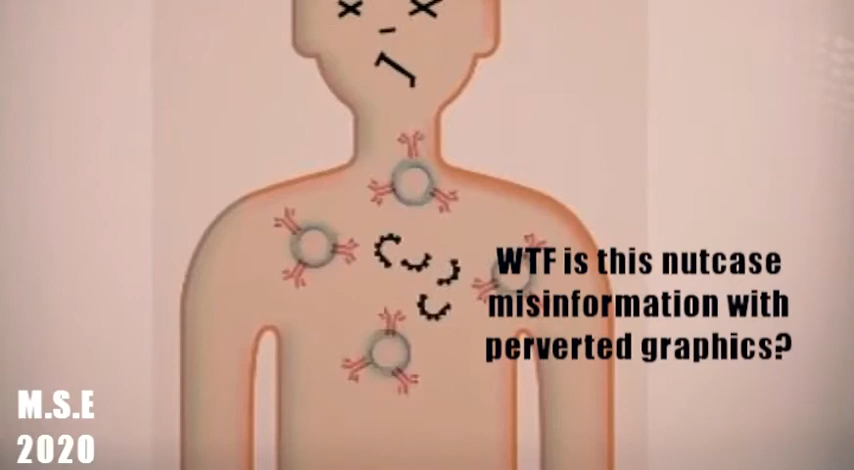 WTF is this nutcase
misinformation with
perverted graphics?
M.S.E
2020